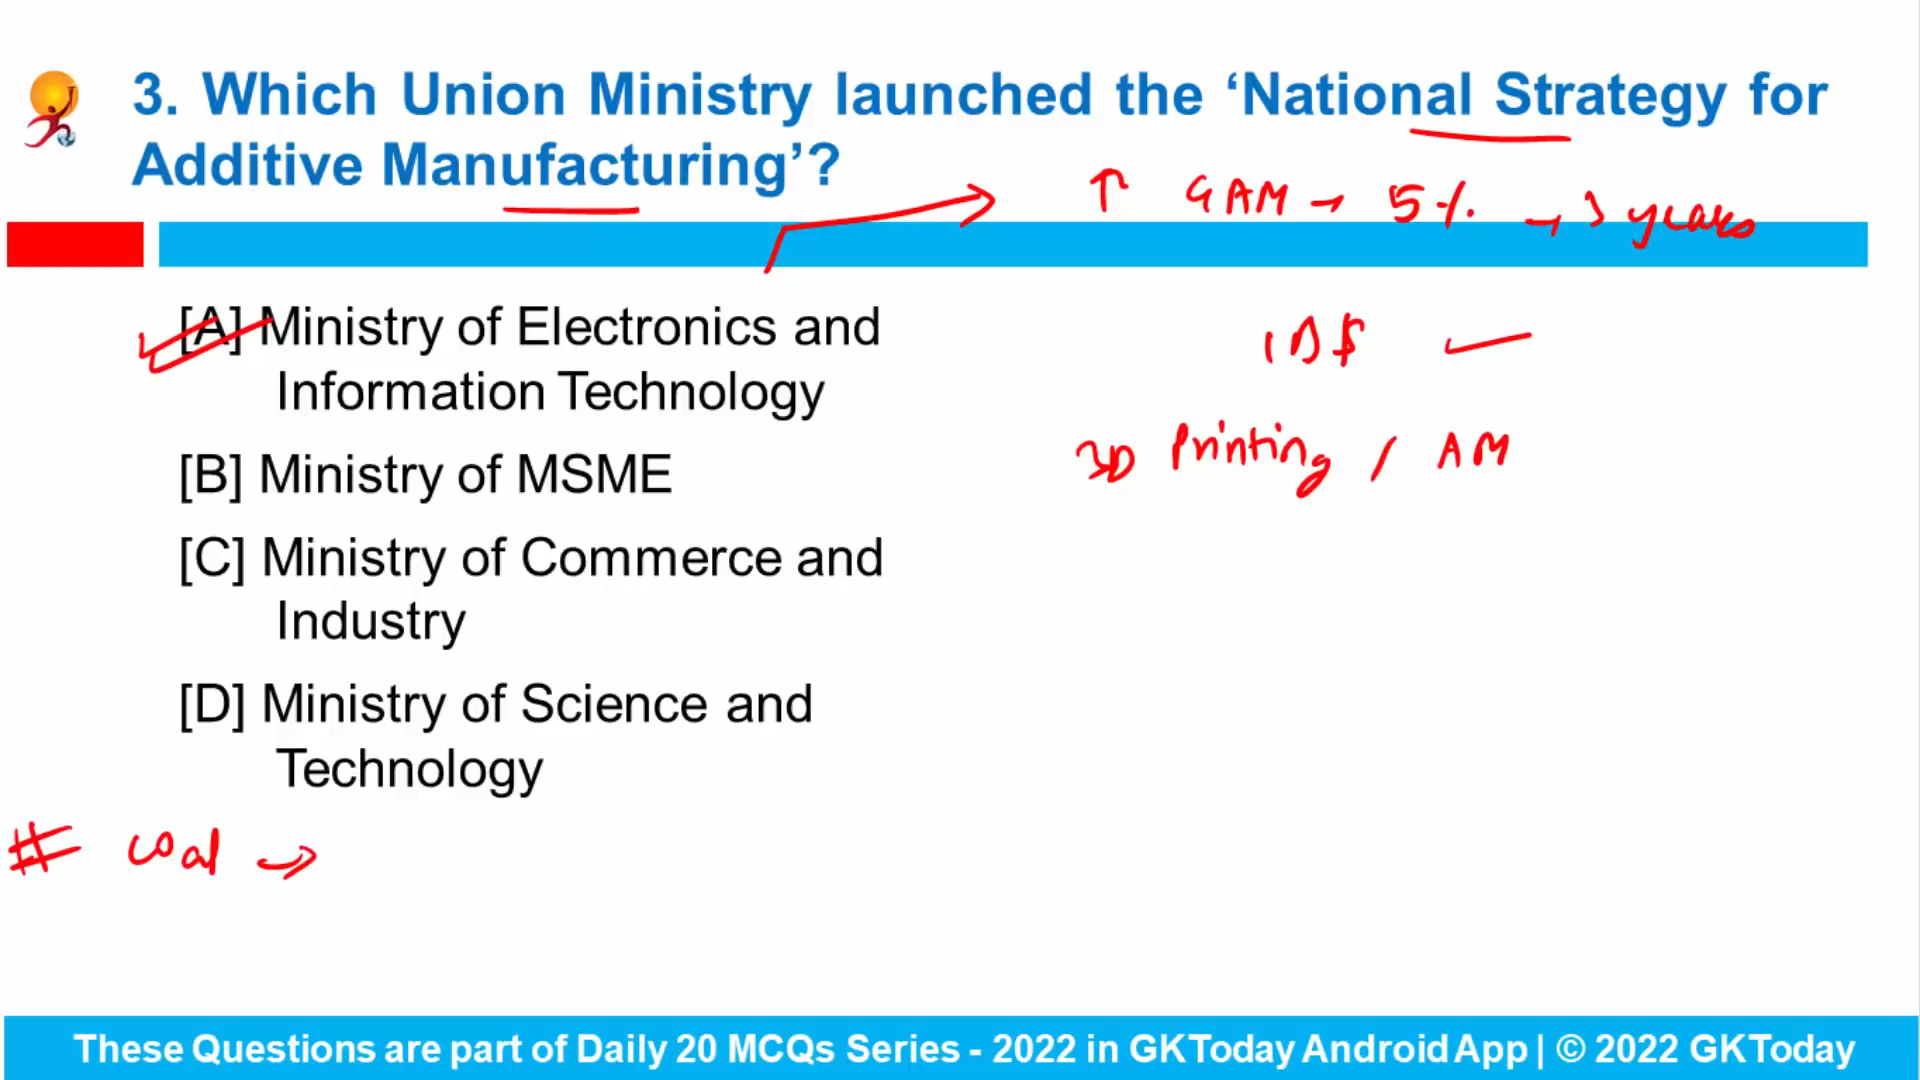 3. Which Union Ministry launched the ‘National Strategy for
Additive Manufacturing’?
↑ GAM → 5% → 3 years
[A] Ministry of Electronics and
Information Technology
1B$
3D Printing / AM
[B] Ministry of MSME
[C] Ministry of Commerce and
Industry
[D] Ministry of Science and
Technology
# Coal →
These Questions are part of Daily 20 MCQs Series - 2022 in GKToday Android App | © 2022 GKToday